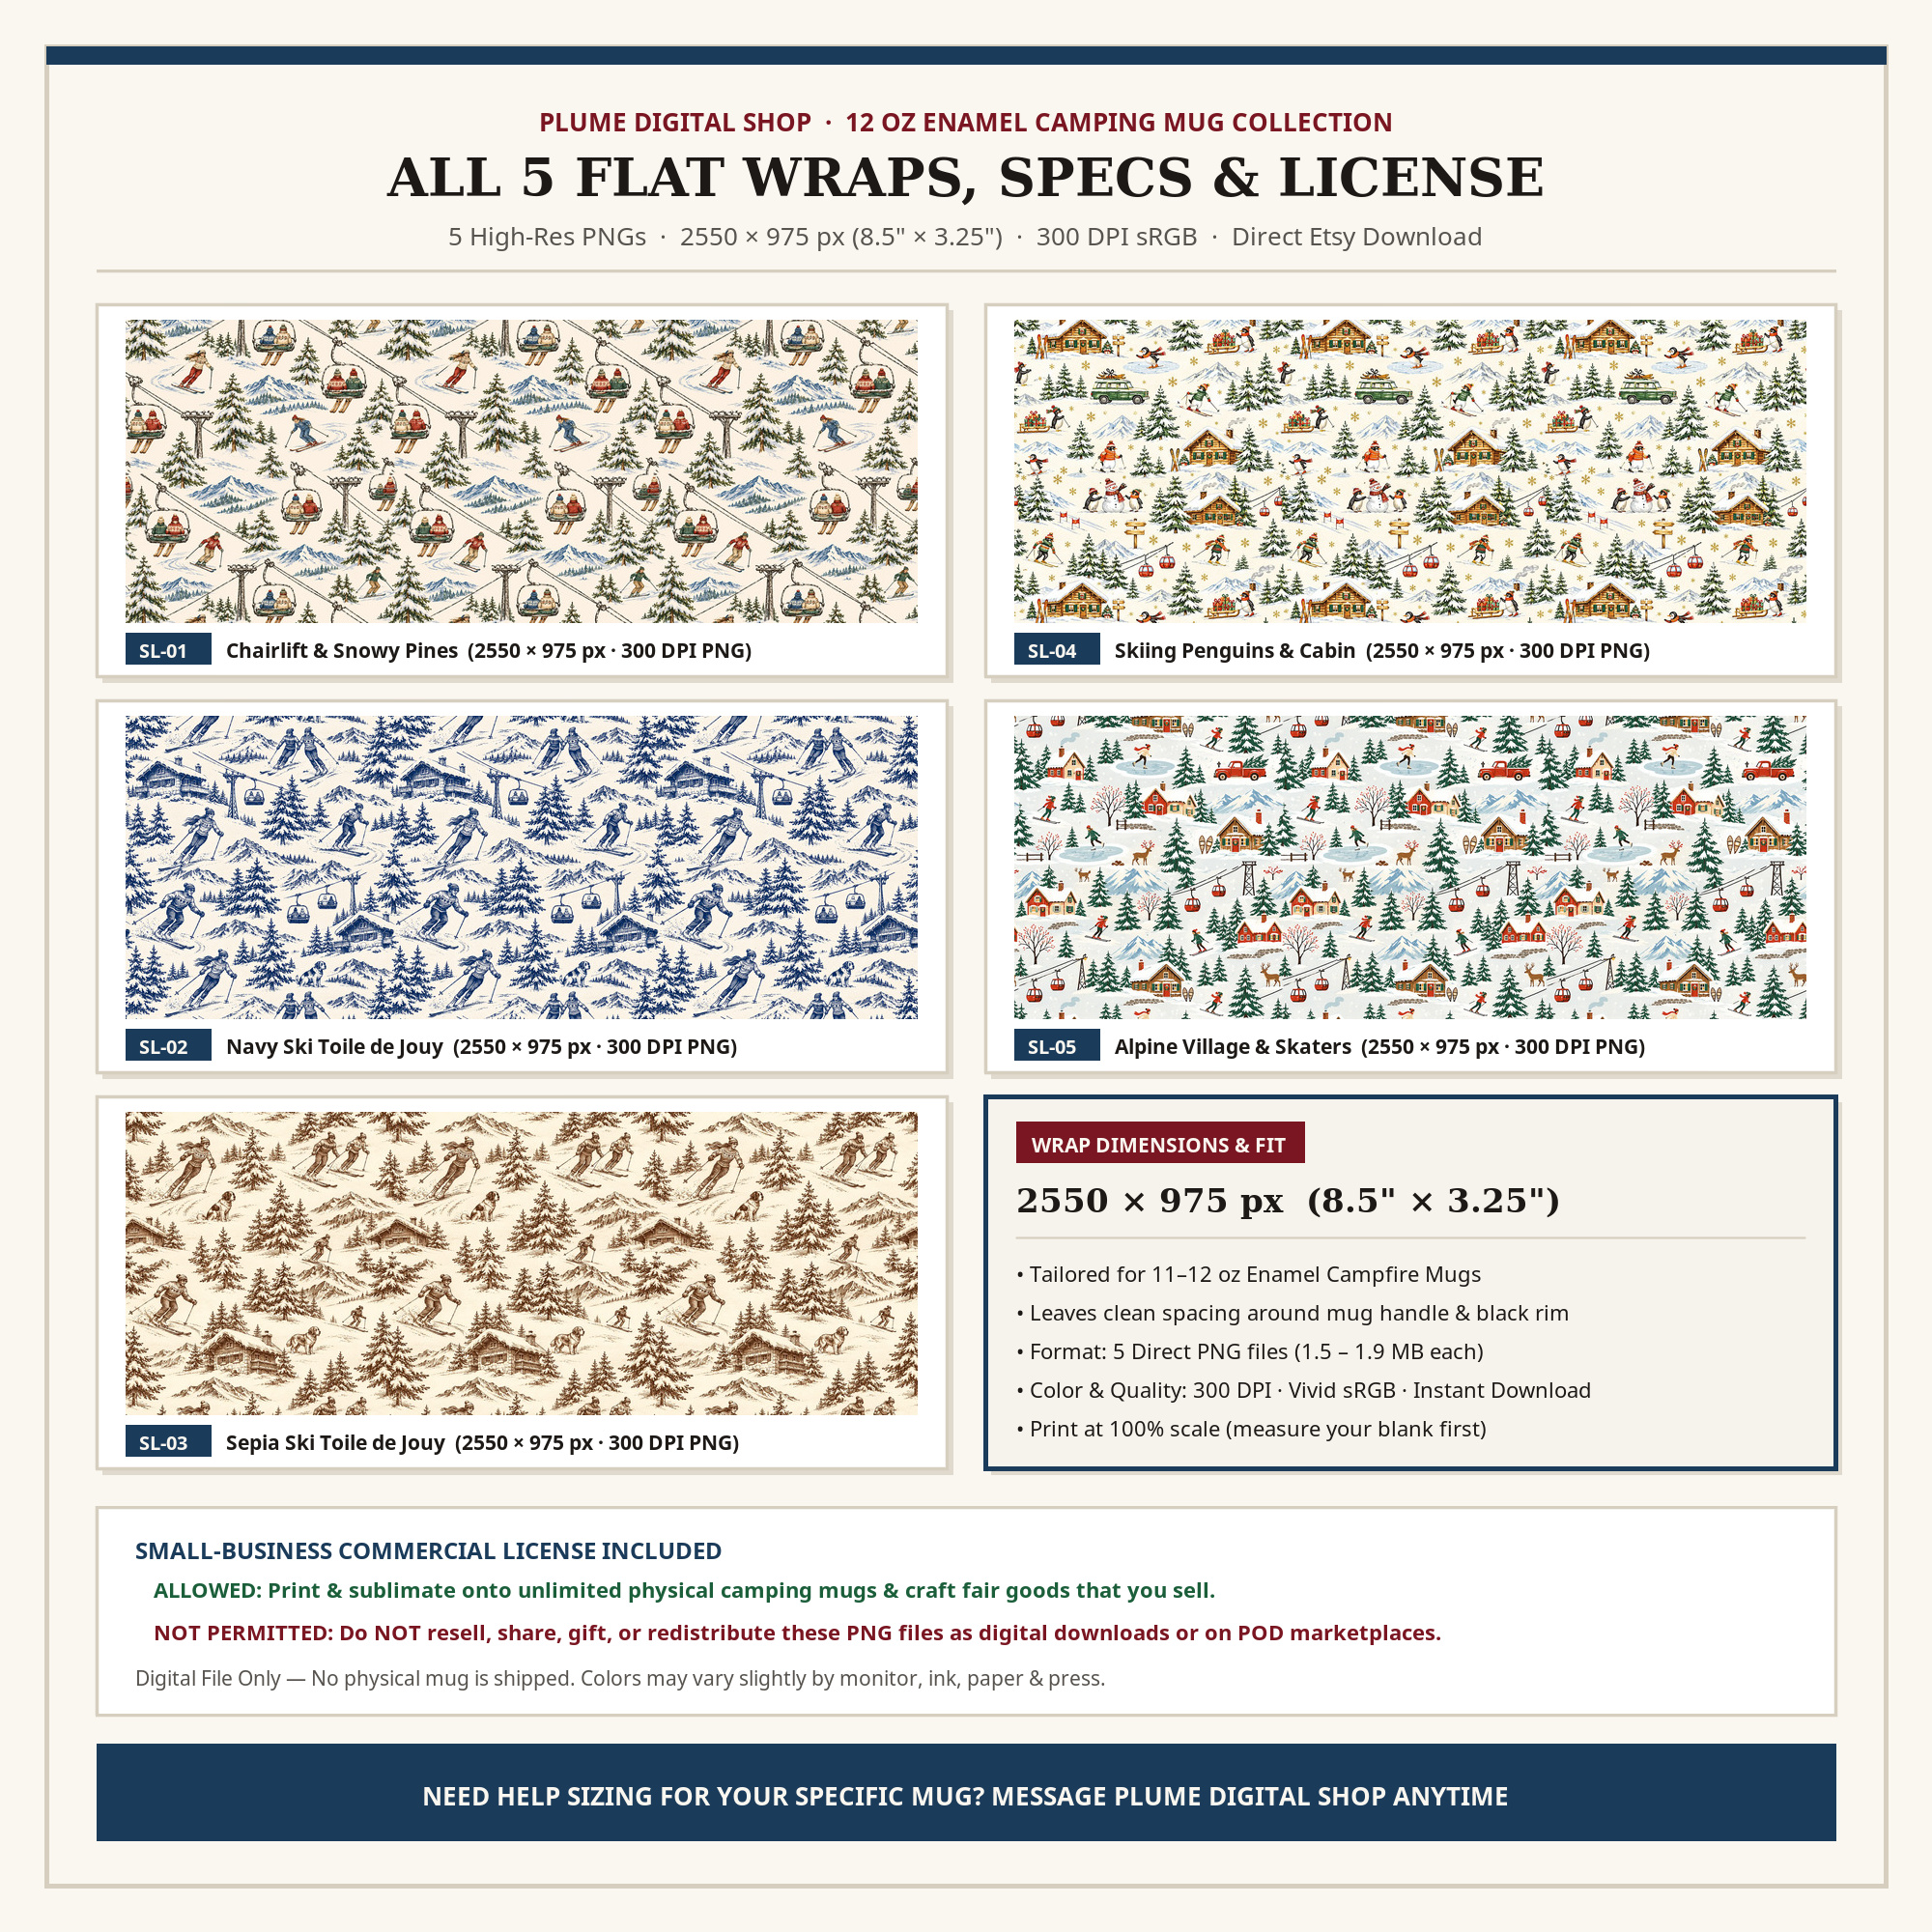 PLUME DIGITAL SHOP · 12 OZ ENAMEL CAMPING MUG COLLECTION
ALL 5 FLAT WRAPS, SPECS & LICENSE
5 High-Res PNGs · 2550 × 975 px (8.5" × 3.25") · 300 DPI sRGB · Direct Etsy Download
SL-01 Chairlift & Snowy Pines (2550 × 975 px · 300 DPI PNG)
SL-04 Skiing Penguins & Cabin (2550 × 975 px · 300 DPI PNG)
SL-02 Navy Ski Toile de Jouy (2550 × 975 px · 300 DPI PNG)
SL-05 Alpine Village & Skaters (2550 × 975 px · 300 DPI PNG)
SL-03 Sepia Ski Toile de Jouy (2550 × 975 px · 300 DPI PNG)
WRAP DIMENSIONS & FIT
2550 × 975 px (8.5" × 3.25")
• Tailored for 11–12 oz Enamel Campfire Mugs
• Leaves clean spacing around mug handle & black rim
• Format: 5 Direct PNG files (1.5 – 1.9 MB each)
• Color & Quality: 300 DPI · Vivid sRGB · Instant Download
• Print at 100% scale (measure your blank first)
SMALL-BUSINESS COMMERCIAL LICENSE INCLUDED
ALLOWED: Print & sublimate onto unlimited physical camping mugs & craft fair goods that you sell.
NOT PERMITTED: Do NOT resell, share, gift, or redistribute these PNG files as digital downloads or on POD marketplaces.
Digital File Only — No physical mug is shipped. Colors may vary slightly by monitor, ink, paper & press.
NEED HELP SIZING FOR YOUR SPECIFIC MUG? MESSAGE PLUME DIGITAL SHOP ANYTIME